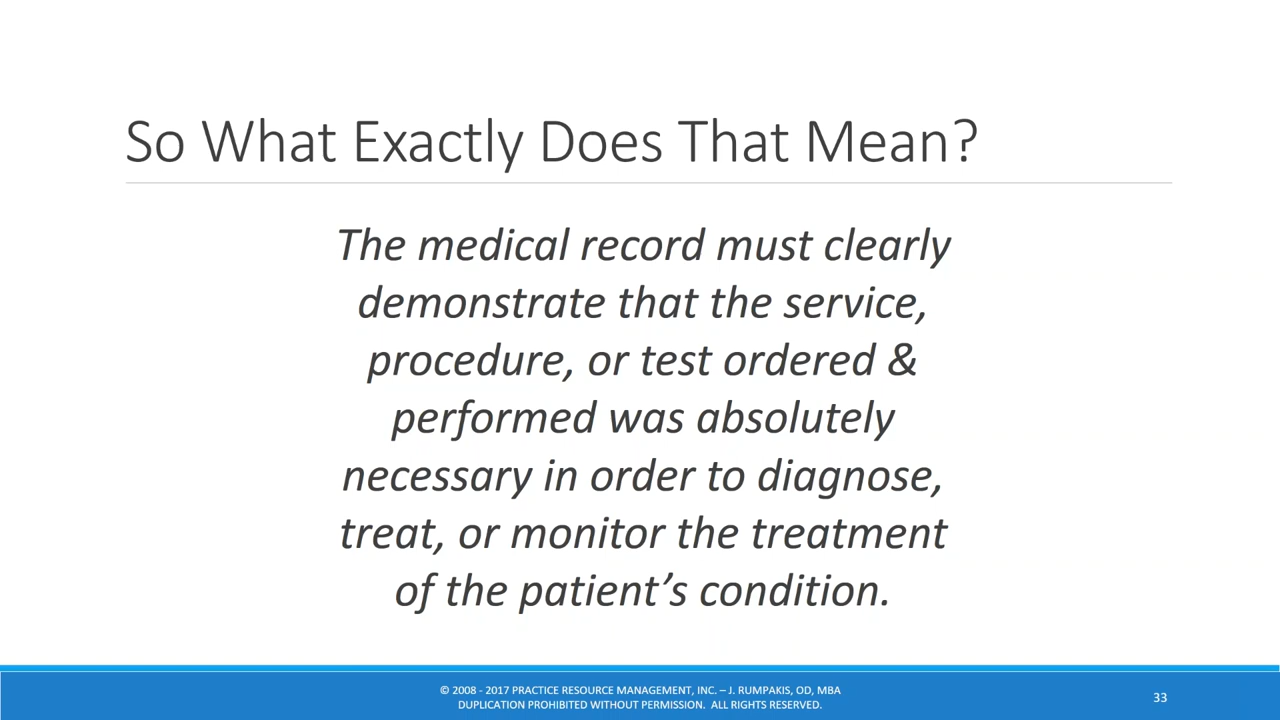 So What Exactly Does That Mean?
The medical record must clearly
demonstrate that the service,
procedure, or test ordered &
performed was absolutely
necessary in order to diagnose,
treat, or monitor the treatment
of the patient’s condition.
© 2008 - 2017 PRACTICE RESOURCE MANAGEMENT, INC. – J. RUMPAKIS, OD, MBA
DUPLICATION PROHIBITED WITHOUT PERMISSION. ALL RIGHTS RESERVED.
33